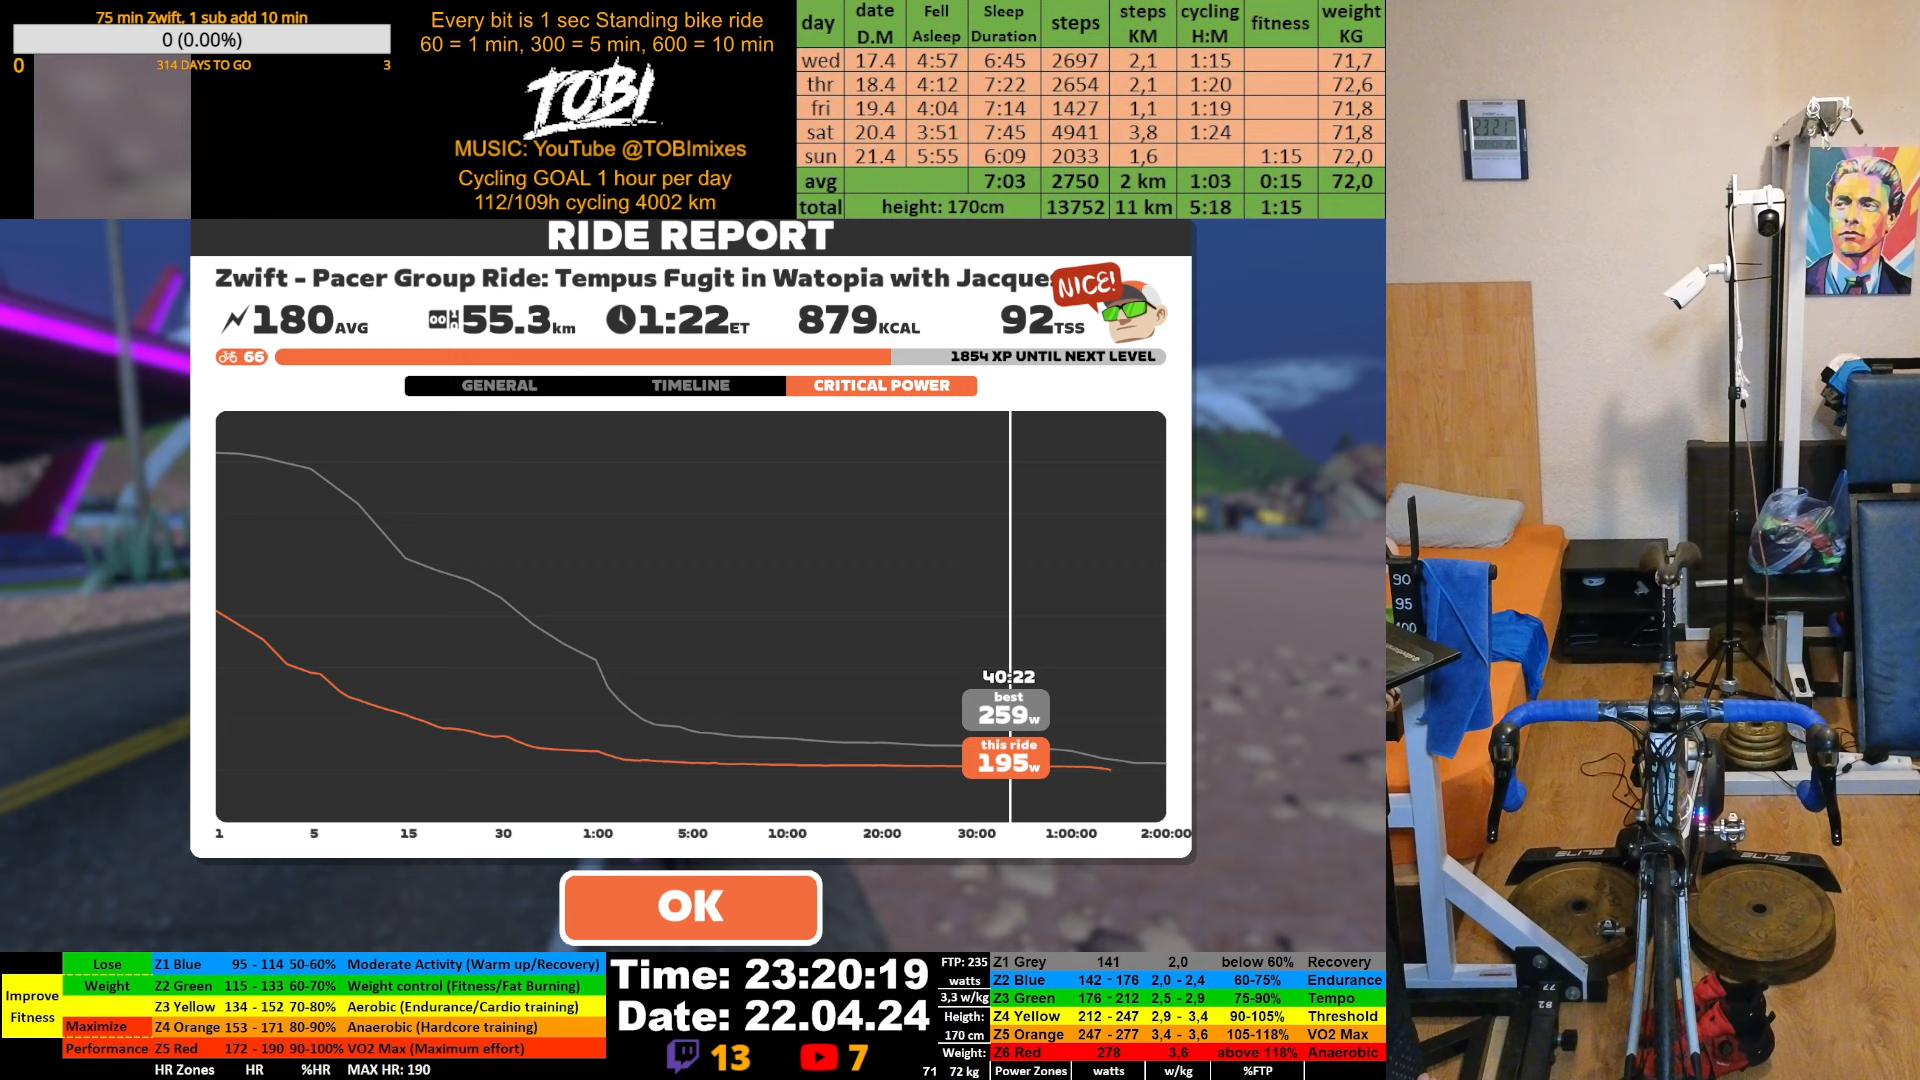 75 min Zwift, 1 sub add 10 min
0 (0.00%)
0 314 DAYS TO GO 3
Every bit is 1 sec Standing bike ride
60 = 1 min, 300 = 5 min, 600 = 10 min
TOBI
MUSIC: YouTube @TOBImixes
Cycling GOAL 1 hour per day
112/109h cycling 4002 km
day date D.M Fell Asleep Sleep Duration steps steps KM cycling H:M fitness weight KG
wed 17.4 4:57 6:45 2697 2,1 1:15 71,7
thr 18.4 4:12 7:22 2654 2,1 1:20 72,6
fri 19.4 4:04 7:14 1427 1,1 1:19 71,8
sat 20.4 3:51 7:45 4941 3,8 1:24 71,8
sun 21.4 5:55 6:09 2033 1,6 1:15 72,0
avg 7:03 2750 2 km 1:03 0:15 72,0
total height: 170cm 13752 11 km 5:18 1:15
RIDE REPORT
Zwift - Pacer Group Ride: Tempus Fugit in Watopia with Jacque
NICE!
180 AVG 55.3 km 1:22 ET 879 KCAL 92 TSS
66 1854 XP UNTIL NEXT LEVEL
GENERAL TIMELINE CRITICAL POWER
40:22
best
259w
this ride
195w
1 5 15 30 1:00 5:00 10:00 20:00 30:00 1:00:00 2:00:00
OK
Improve Fitness
Lose Weight
Maximize Performance
Z1 Blue 95 - 114 50-60% Moderate Activity (Warm up/Recovery)
Z2 Green 115 - 133 60-70% Weight control (Fitness/Fat Burning)
Z3 Yellow 134 - 152 70-80% Aerobic (Endurance/Cardio training)
Z4 Orange 153 - 171 80-90% Anaerobic (Hardcore training)
Z5 Red 172 - 190 90-100% VO2 Max (Maximum effort)
HR Zones HR %HR MAX HR: 190
Time: 23:20:19
Date: 22.04.24
13 7
FTP: 235 watts
3,3 w/kg
Heigth: 170 cm
Weight:
71 72 kg
Z1 Grey 141 2,0 below 60% Recovery
Z2 Blue 142 - 176 2,0 - 2,4 60-75% Endurance
Z3 Green 176 - 212 2,5 - 2,9 75-90% Tempo
Z4 Yellow 212 - 247 2,9 - 3,4 90-105% Threshold
Z5 Orange 247 - 277 3,4 - 3,6 105-118% VO2 Max
Z6 Red 278 3,6 above 118% Anaerobic
Power Zones watts w/kg %FTP
90
95
100
TREK
ELITE
ELITE
77
82